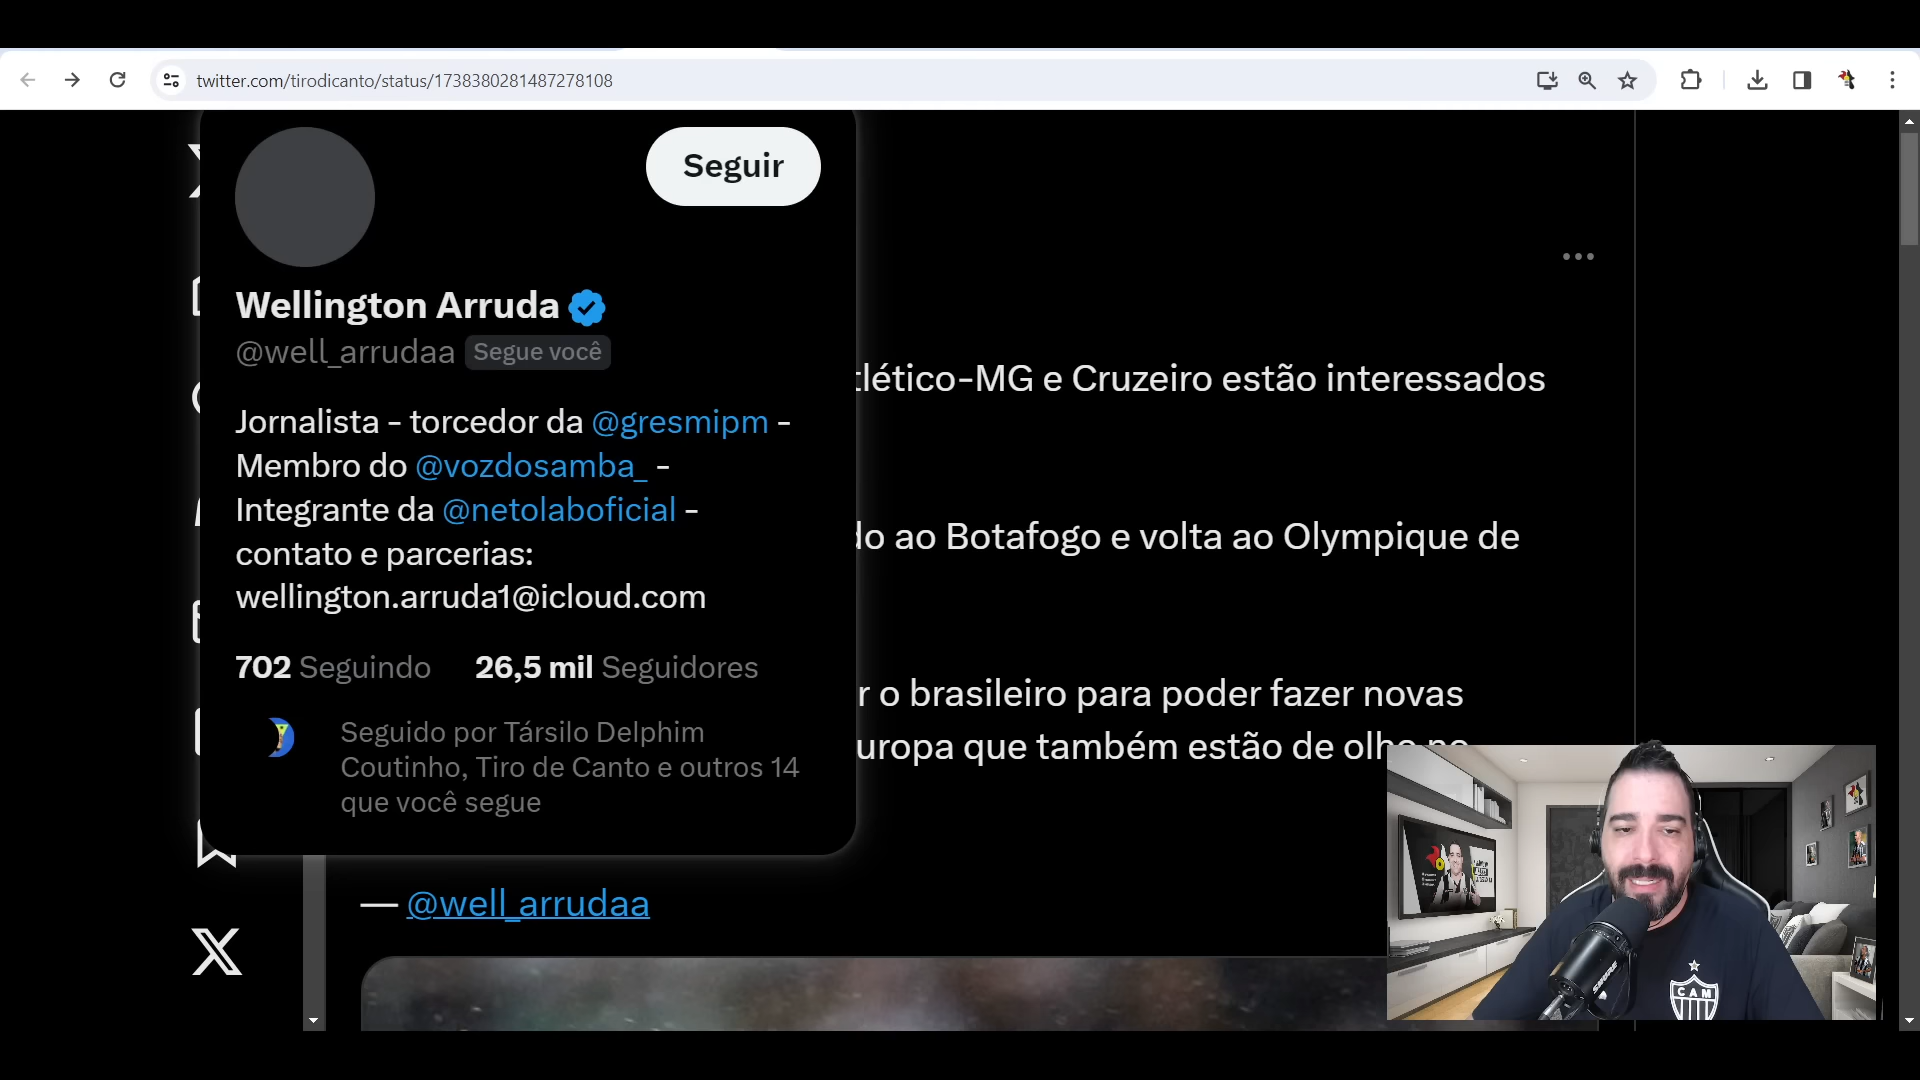 twitter.com/tirodicanto/status/1738380281487278108
Seguir
Wellington Arruda
@well_arrudaa Segue você
Jornalista - torcedor da @gresmipm -
Membro do @vozdosamba_ -
Integrante da @netolaboficial -
contato e parcerias:
wellington.arruda1@icloud.com
702 Seguindo 26,5 mil Seguidores
Seguido por Társilo Delphim
Coutinho, Tiro de Canto e outros 14
que você segue
tlético-MG e Cruzeiro estão interessados
do ao Botafogo e volta ao Olympique de
r o brasileiro para poder fazer novas
uropa que também estão de olho
— @well_arrudaa
CAM